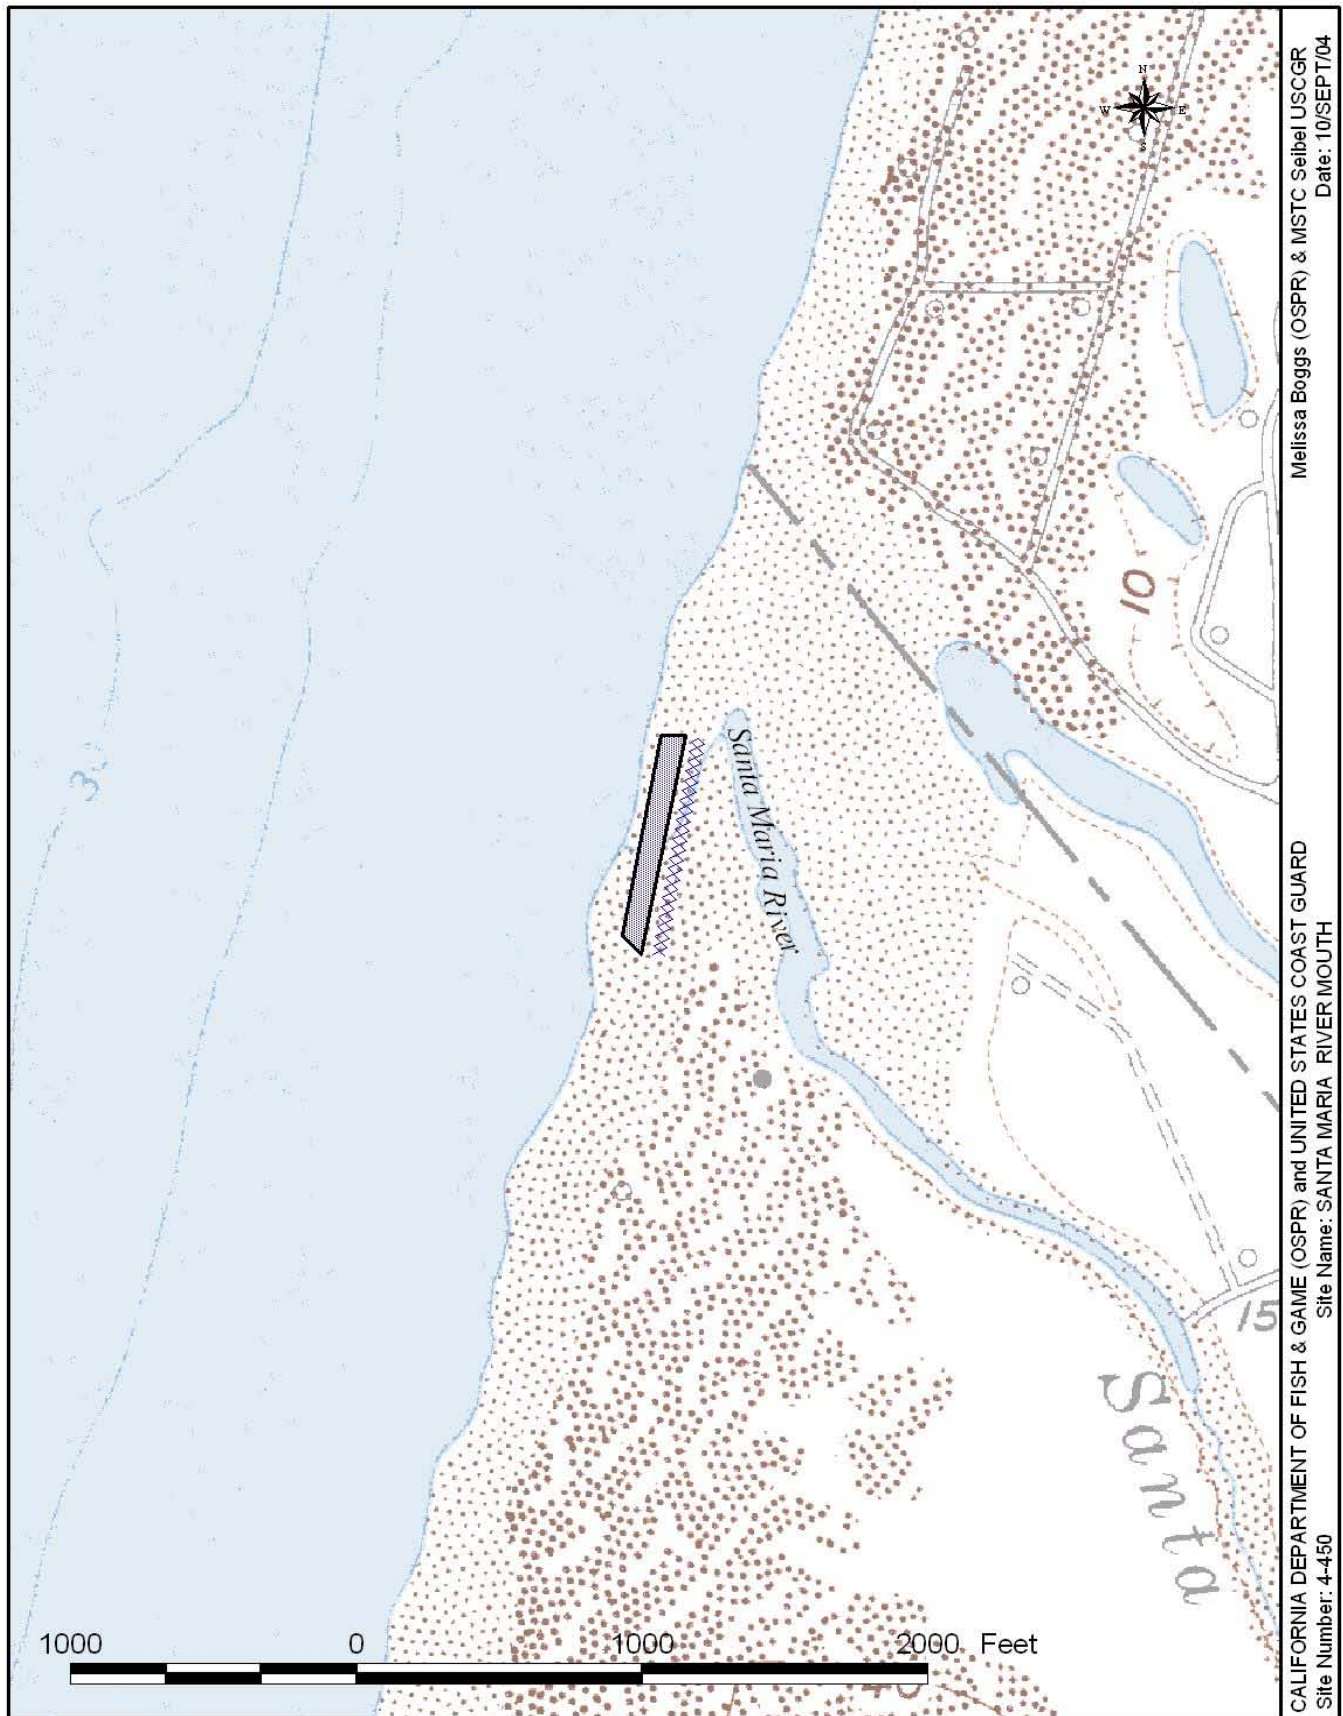 N
W E
S
3
10
Santa Maria River
15
Santa
1000 0 1000 2000 Feet
CALIFORNIA DEPARTMENT OF FISH & GAME (OSPR) and UNITED STATES COAST GUARD Melissa Boggs (OSPR) & MSTC Seibel USCGR
Site Number: 4-450 Site Name: SANTA MARIA RIVER MOUTH Date: 10/SEPT/04